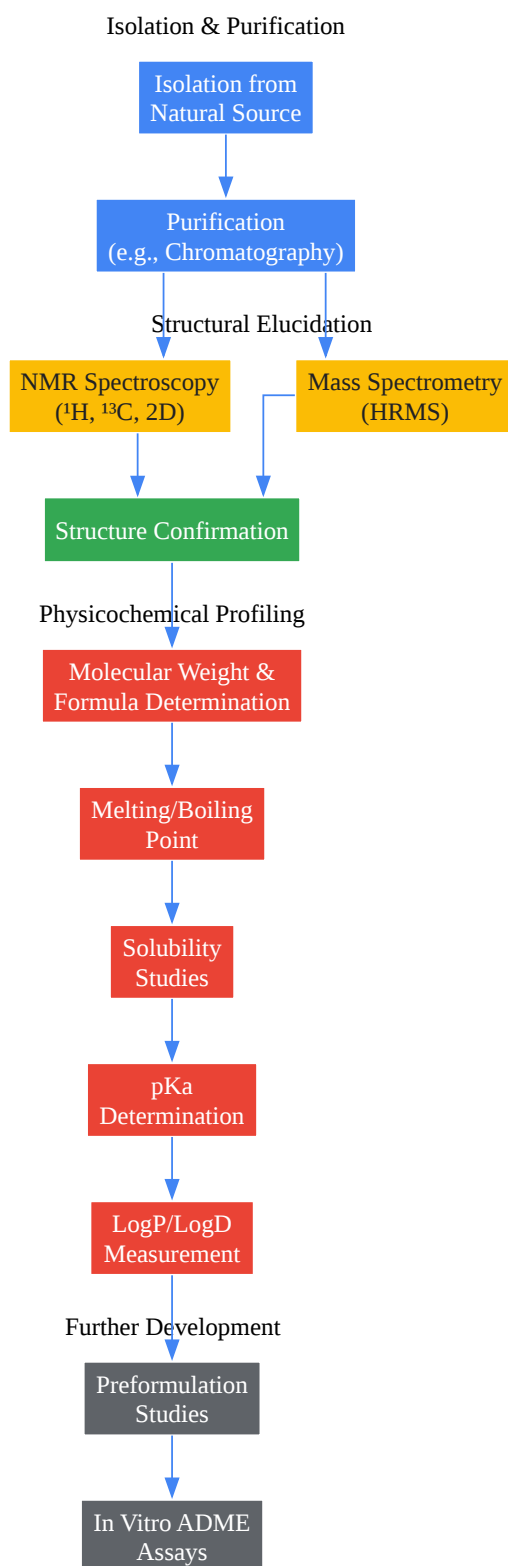 Isolation & Purification
Isolation from
Natural Source
Purification
(e.g., Chromatography)
Structural Elucidation
NMR Spectroscopy
(¹H, ¹³C, 2D)
Mass Spectrometry
(HRMS)
Structure Confirmation
Physicochemical Profiling
Molecular Weight &
Formula Determination
Melting/Boiling
Point
Solubility
Studies
pKa
Determination
LogP/LogD
Measurement
Further Development
Preformulation
Studies
In Vitro ADME
Assays